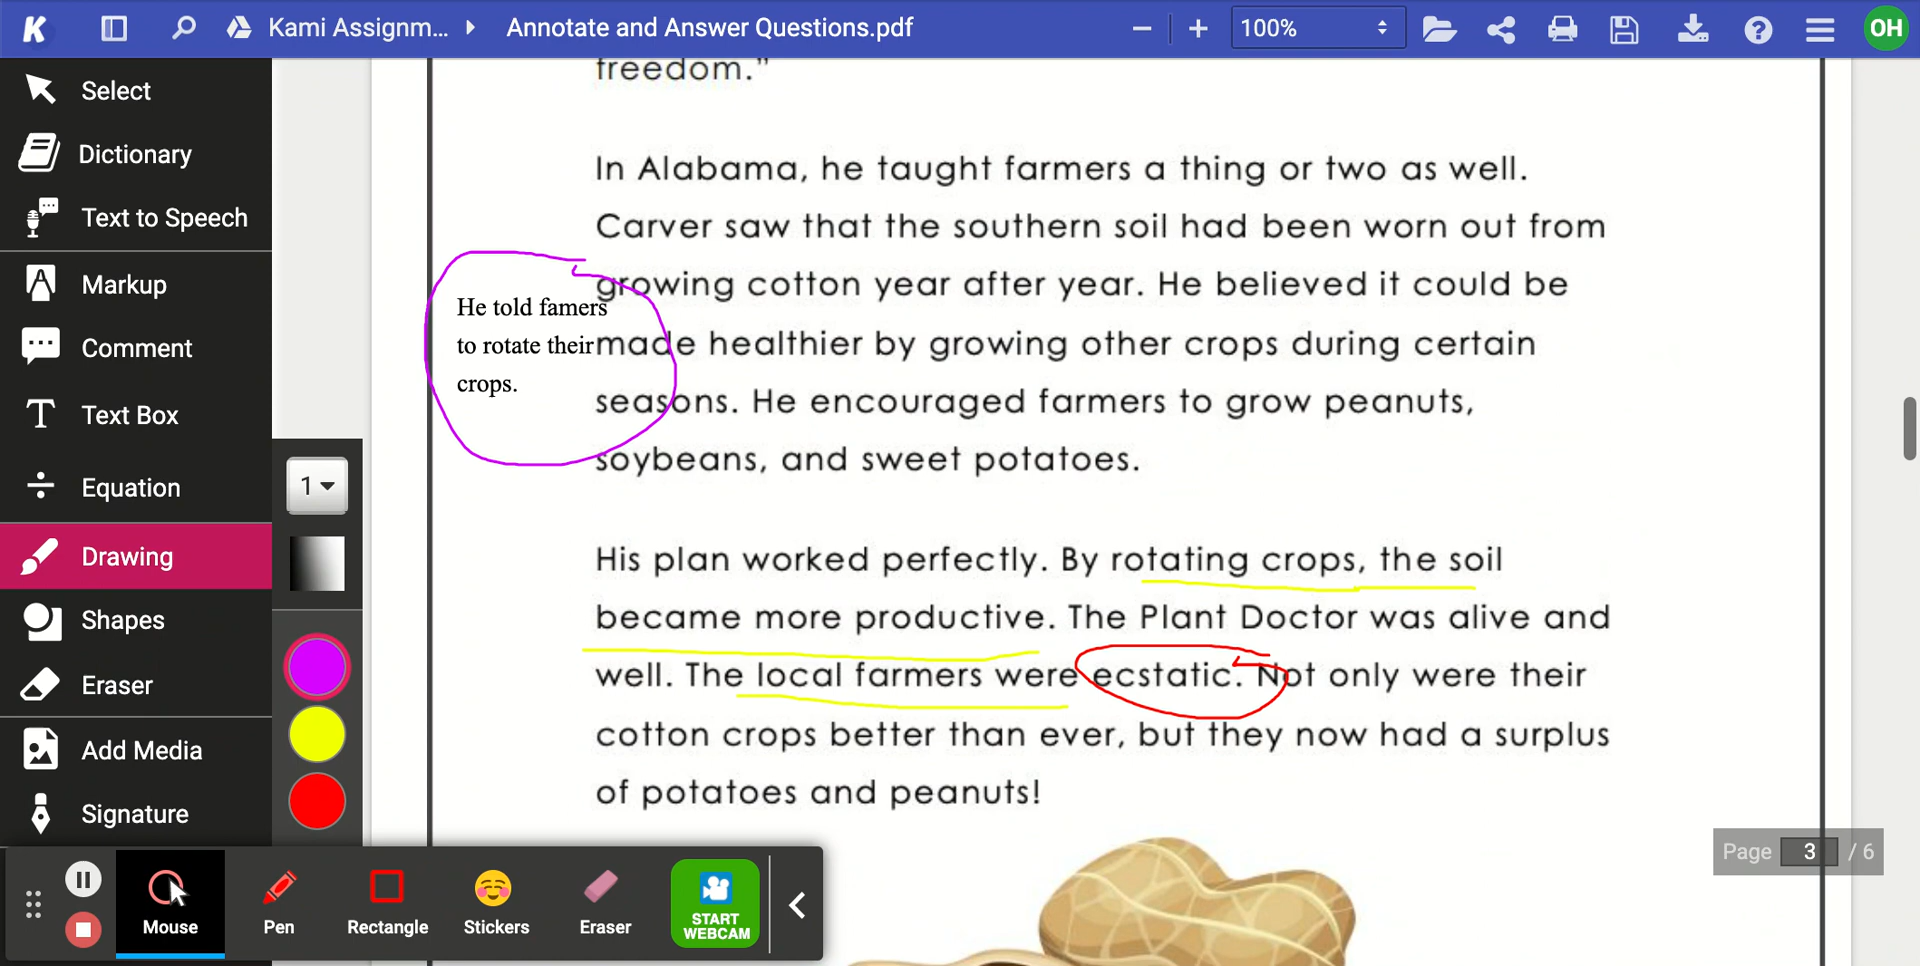 K
Kami Assignm...
Annotate and Answer Questions.pdf
100%
OH
Select
Dictionary
Text to Speech
Markup
Comment
T Text Box
Equation
1
Drawing
Shapes
Eraser
Add Media
Signature
freedom."
In Alabama, he taught farmers a thing or two as well.
Carver saw that the southern soil had been worn out from
growing cotton year after year. He believed it could be
made healthier by growing other crops during certain
seasons. He encouraged farmers to grow peanuts,
soybeans, and sweet potatoes.
He told famers
to rotate their
crops.
His plan worked perfectly. By rotating crops, the soil
became more productive. The Plant Doctor was alive and
well. The local farmers were ecstatic. Not only were their
cotton crops better than ever, but they now had a surplus
of potatoes and peanuts!
Page 3 / 6
Mouse
Pen
Rectangle
Stickers
Eraser
START
WEBCAM